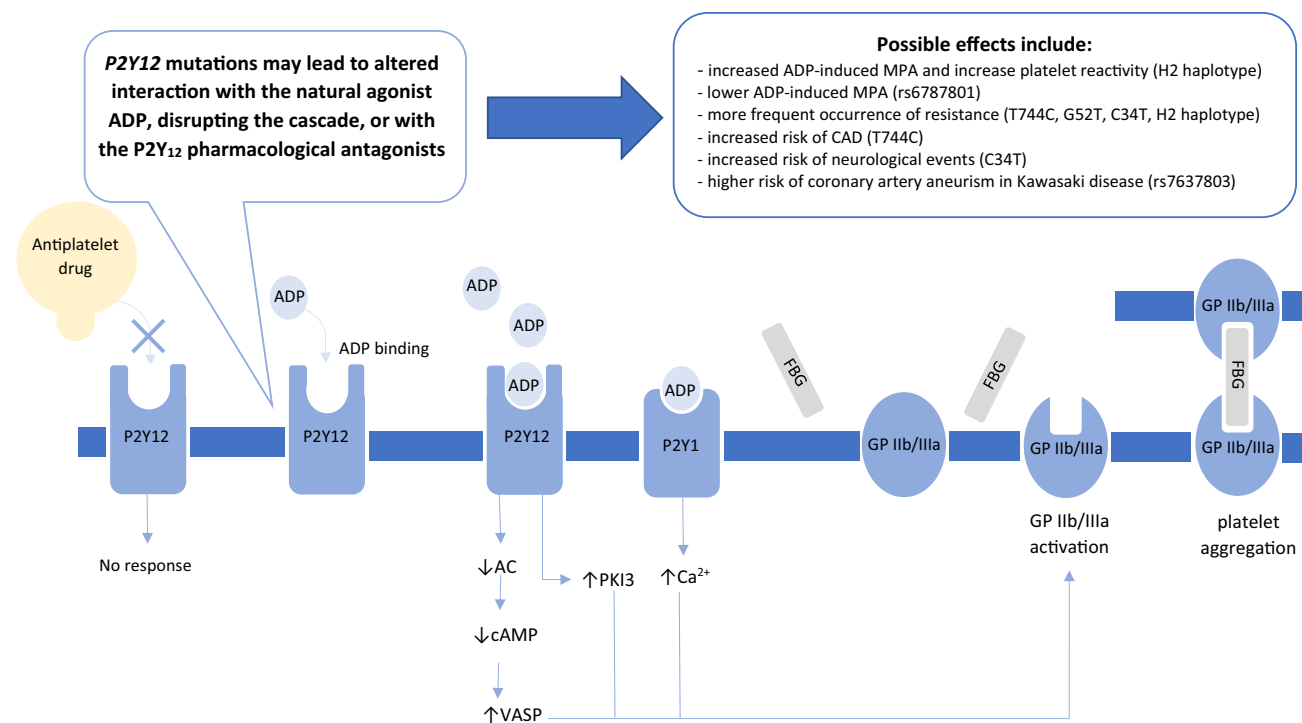 P2Y12 mutations may lead to altered
interaction with the natural agonist
ADP, disrupting the cascade, or with
the P2Y₁₂ pharmacological antagonists
Possible effects include:
- increased ADP-induced MPA and increase platelet reactivity (H2 haplotype)
- lower ADP-induced MPA (rs6787801)
- more frequent occurrence of resistance (T744C, G52T, C34T, H2 haplotype)
- increased risk of CAD (T744C)
- increased risk of neurological events (C34T)
- higher risk of coronary artery aneurism in Kawasaki disease (rs7637803)
Antiplatelet
drug
ADP
ADP binding
ADP
ADP
ADP
ADP
FBG
FBG
GP IIb/IIIa
FBG
P2Y12
P2Y12
P2Y12
P2Y1
GP IIb/IIIa
GP IIb/IIIa
GP IIb/IIIa
No response
↓AC
↑PKI3
↑Ca²⁺
↓cAMP
↑VASP
GP IIb/IIIa
activation
platelet
aggregation